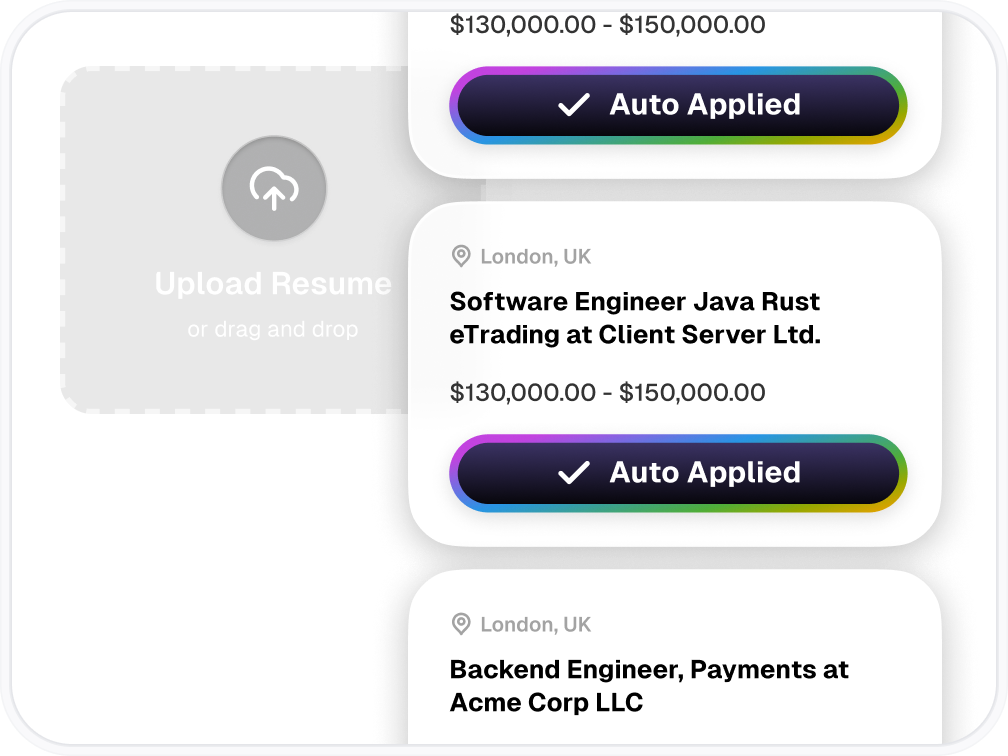 $130,000.00 - $150,000.00
Auto Applied
Upload Resume
or drag and drop
London, UK
Software Engineer Java Rust
eTrading at Client Server Ltd.
$130,000.00 - $150,000.00
Auto Applied
London, UK
Backend Engineer, Payments at
Acme Corp LLC